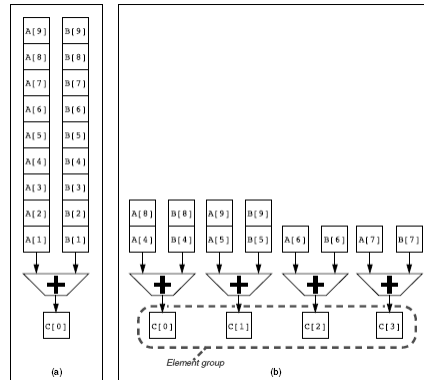 A[9] B[9]
A[8] B[8]
A[7] B[7]
A[6] B[6]
A[5] B[5]
A[4] B[4]
A[3] B[3]
A[2] B[2]
A[1] B[1]
+
C[0]
(a)
A[8] B[8] A[9] B[9]
A[4] B[4] A[5] B[5] A[6] B[6] A[7] B[7]
+ + + +
C[0] C[1] C[2] C[3]
Element group
(b)